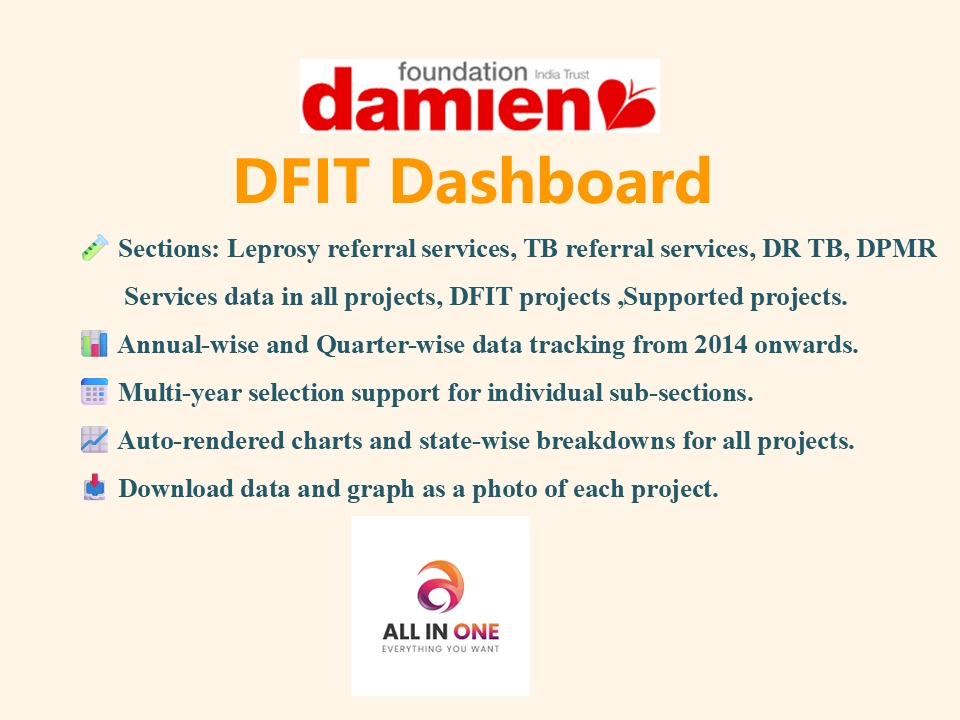 foundation India Trust
damien
DFIT Dashboard
Sections: Leprosy referral services, TB referral services, DR TB, DPMR
Services data in all projects, DFIT projects ,Supported projects.
Annual-wise and Quarter-wise data tracking from 2014 onwards.
Multi-year selection support for individual sub-sections.
Auto-rendered charts and state-wise breakdowns for all projects.
Download data and graph as a photo of each project.
ALL IN ONE
EVERYTHING YOU WANT